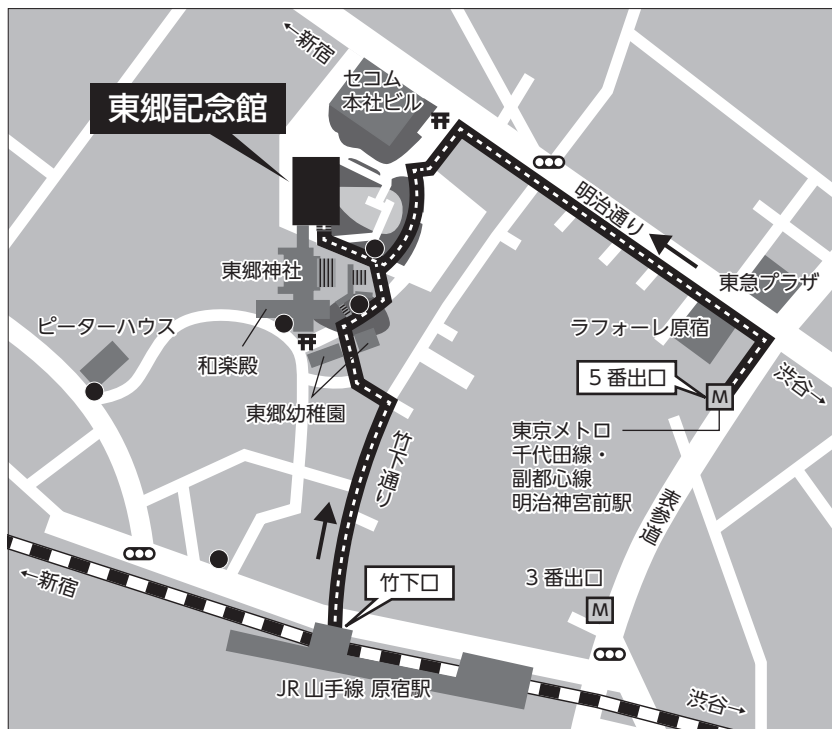 ←新宿
セコム
本社ビル
東郷記念館
明治通り
東急プラザ
東郷神社
ラフォーレ原宿
ピーターハウス
和楽殿
5番出口
渋谷→
M
東郷幼稚園
東京メトロ
千代田線・
副都心線
明治神宮前駅
竹下通り
表参道
3番出口
M
竹下口
←新宿
JR山手線 原宿駅
渋谷→